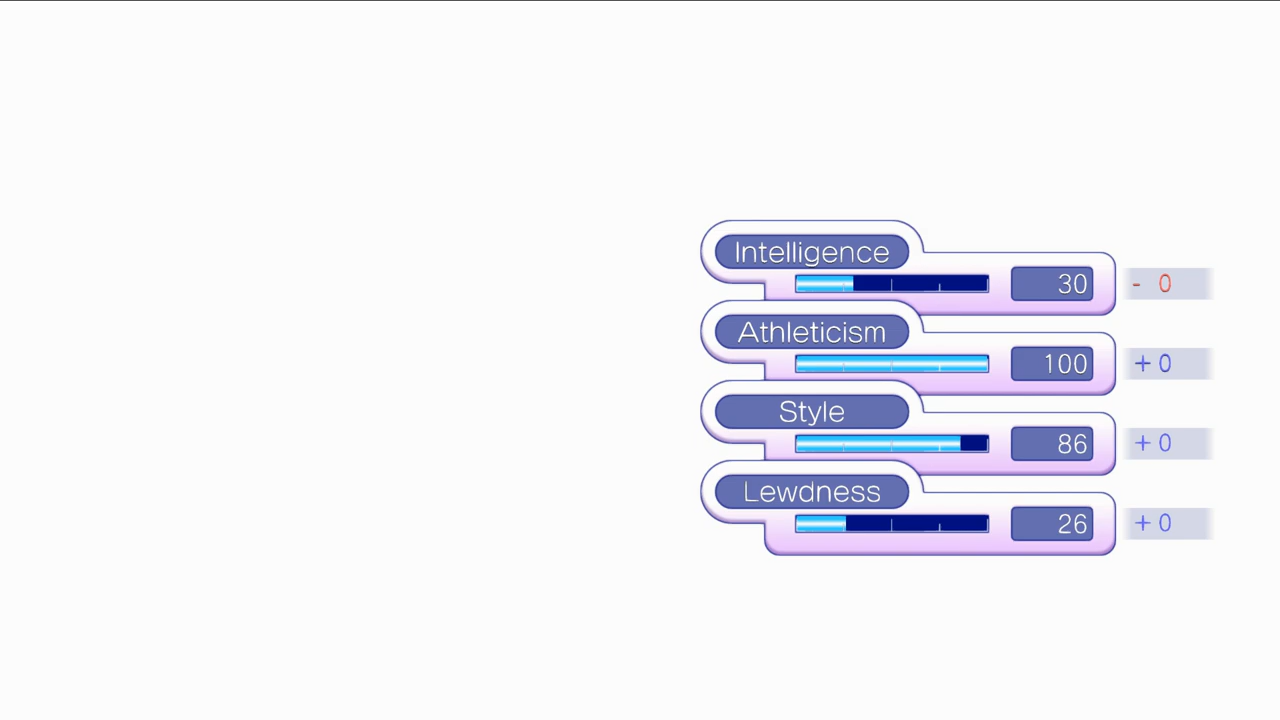 Intelligence
30 - 0
Athleticism
100 + 0
Style
86 + 0
Lewdness
26 + 0